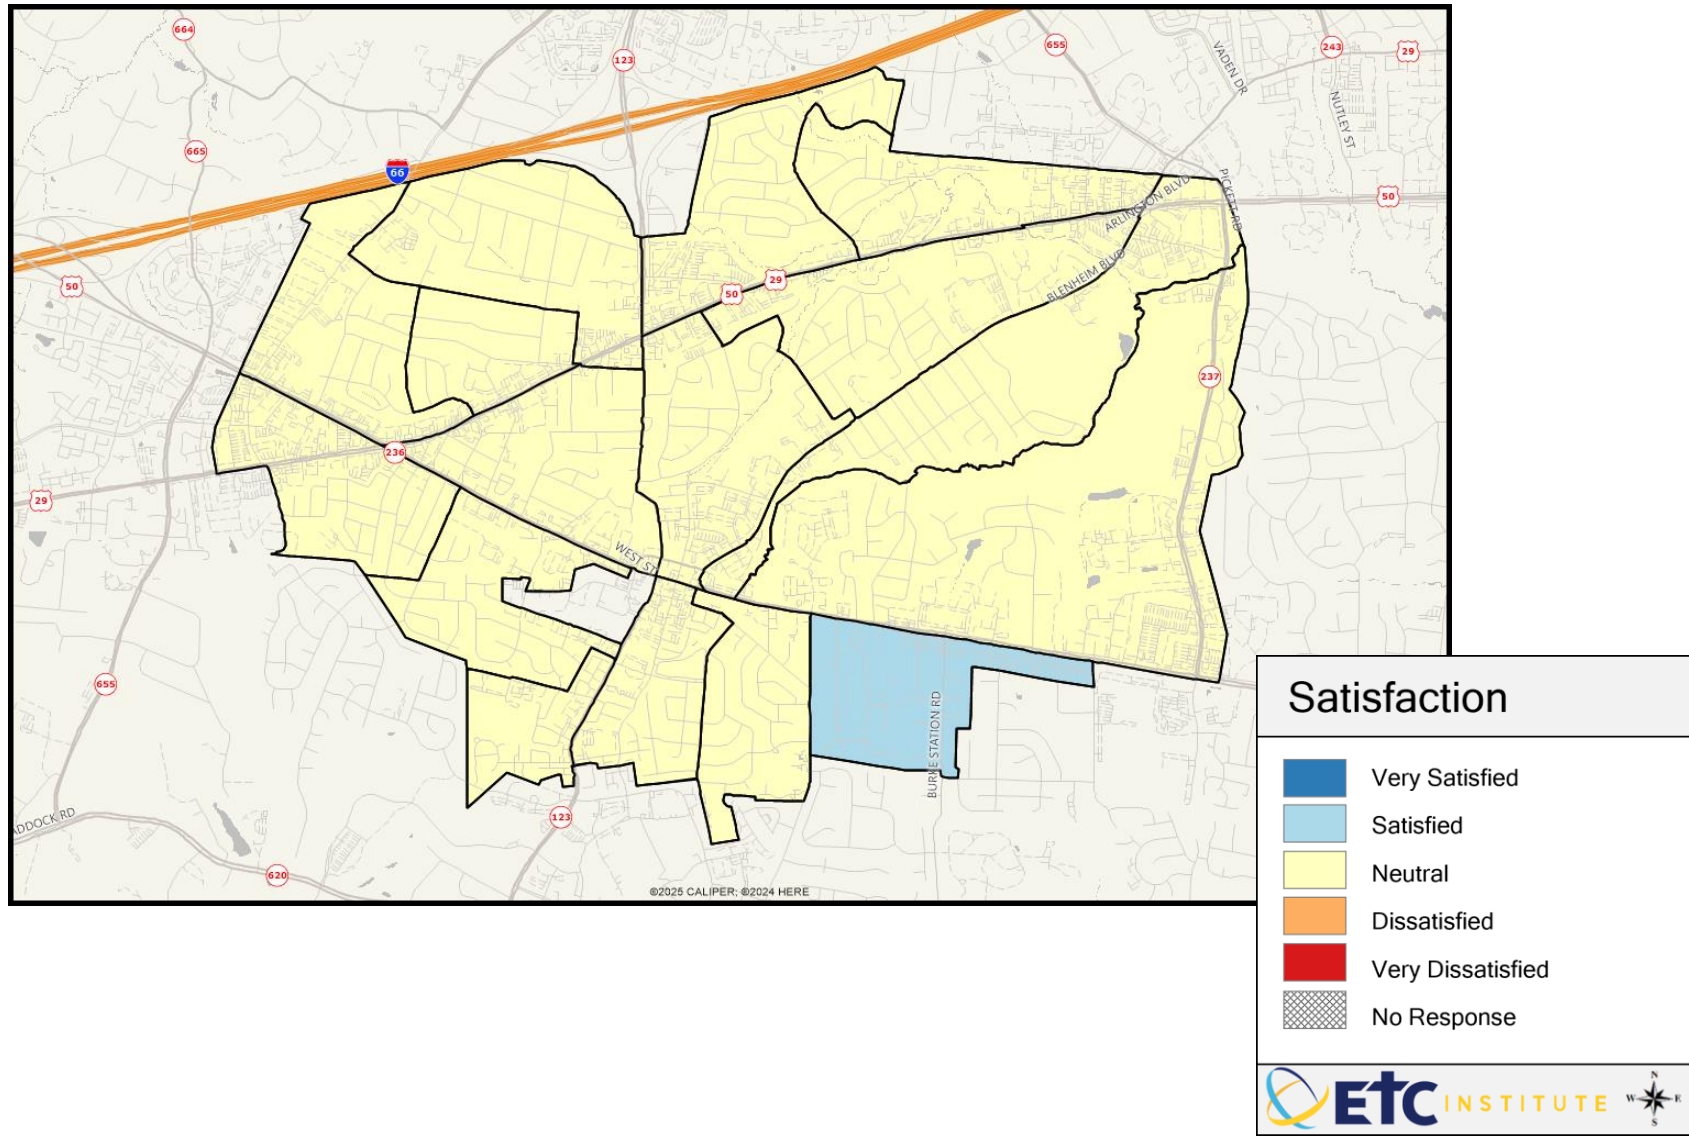 664
123
655
243
29
VADEN DR
NUTLEY ST
665
66
PICKETT RD
50
ARLINGTON BLVD
50
29
50
BLENHEIM BLVD
237
236
29
WEST ST
655
BURKE STATION RD
123
ADDOCK RD
620
©2025 CALIPER; ©2024 HERE
Satisfaction
Very Satisfied
Satisfied
Neutral
Dissatisfied
Very Dissatisfied
No Response
ETC INSTITUTE
N
W E
S